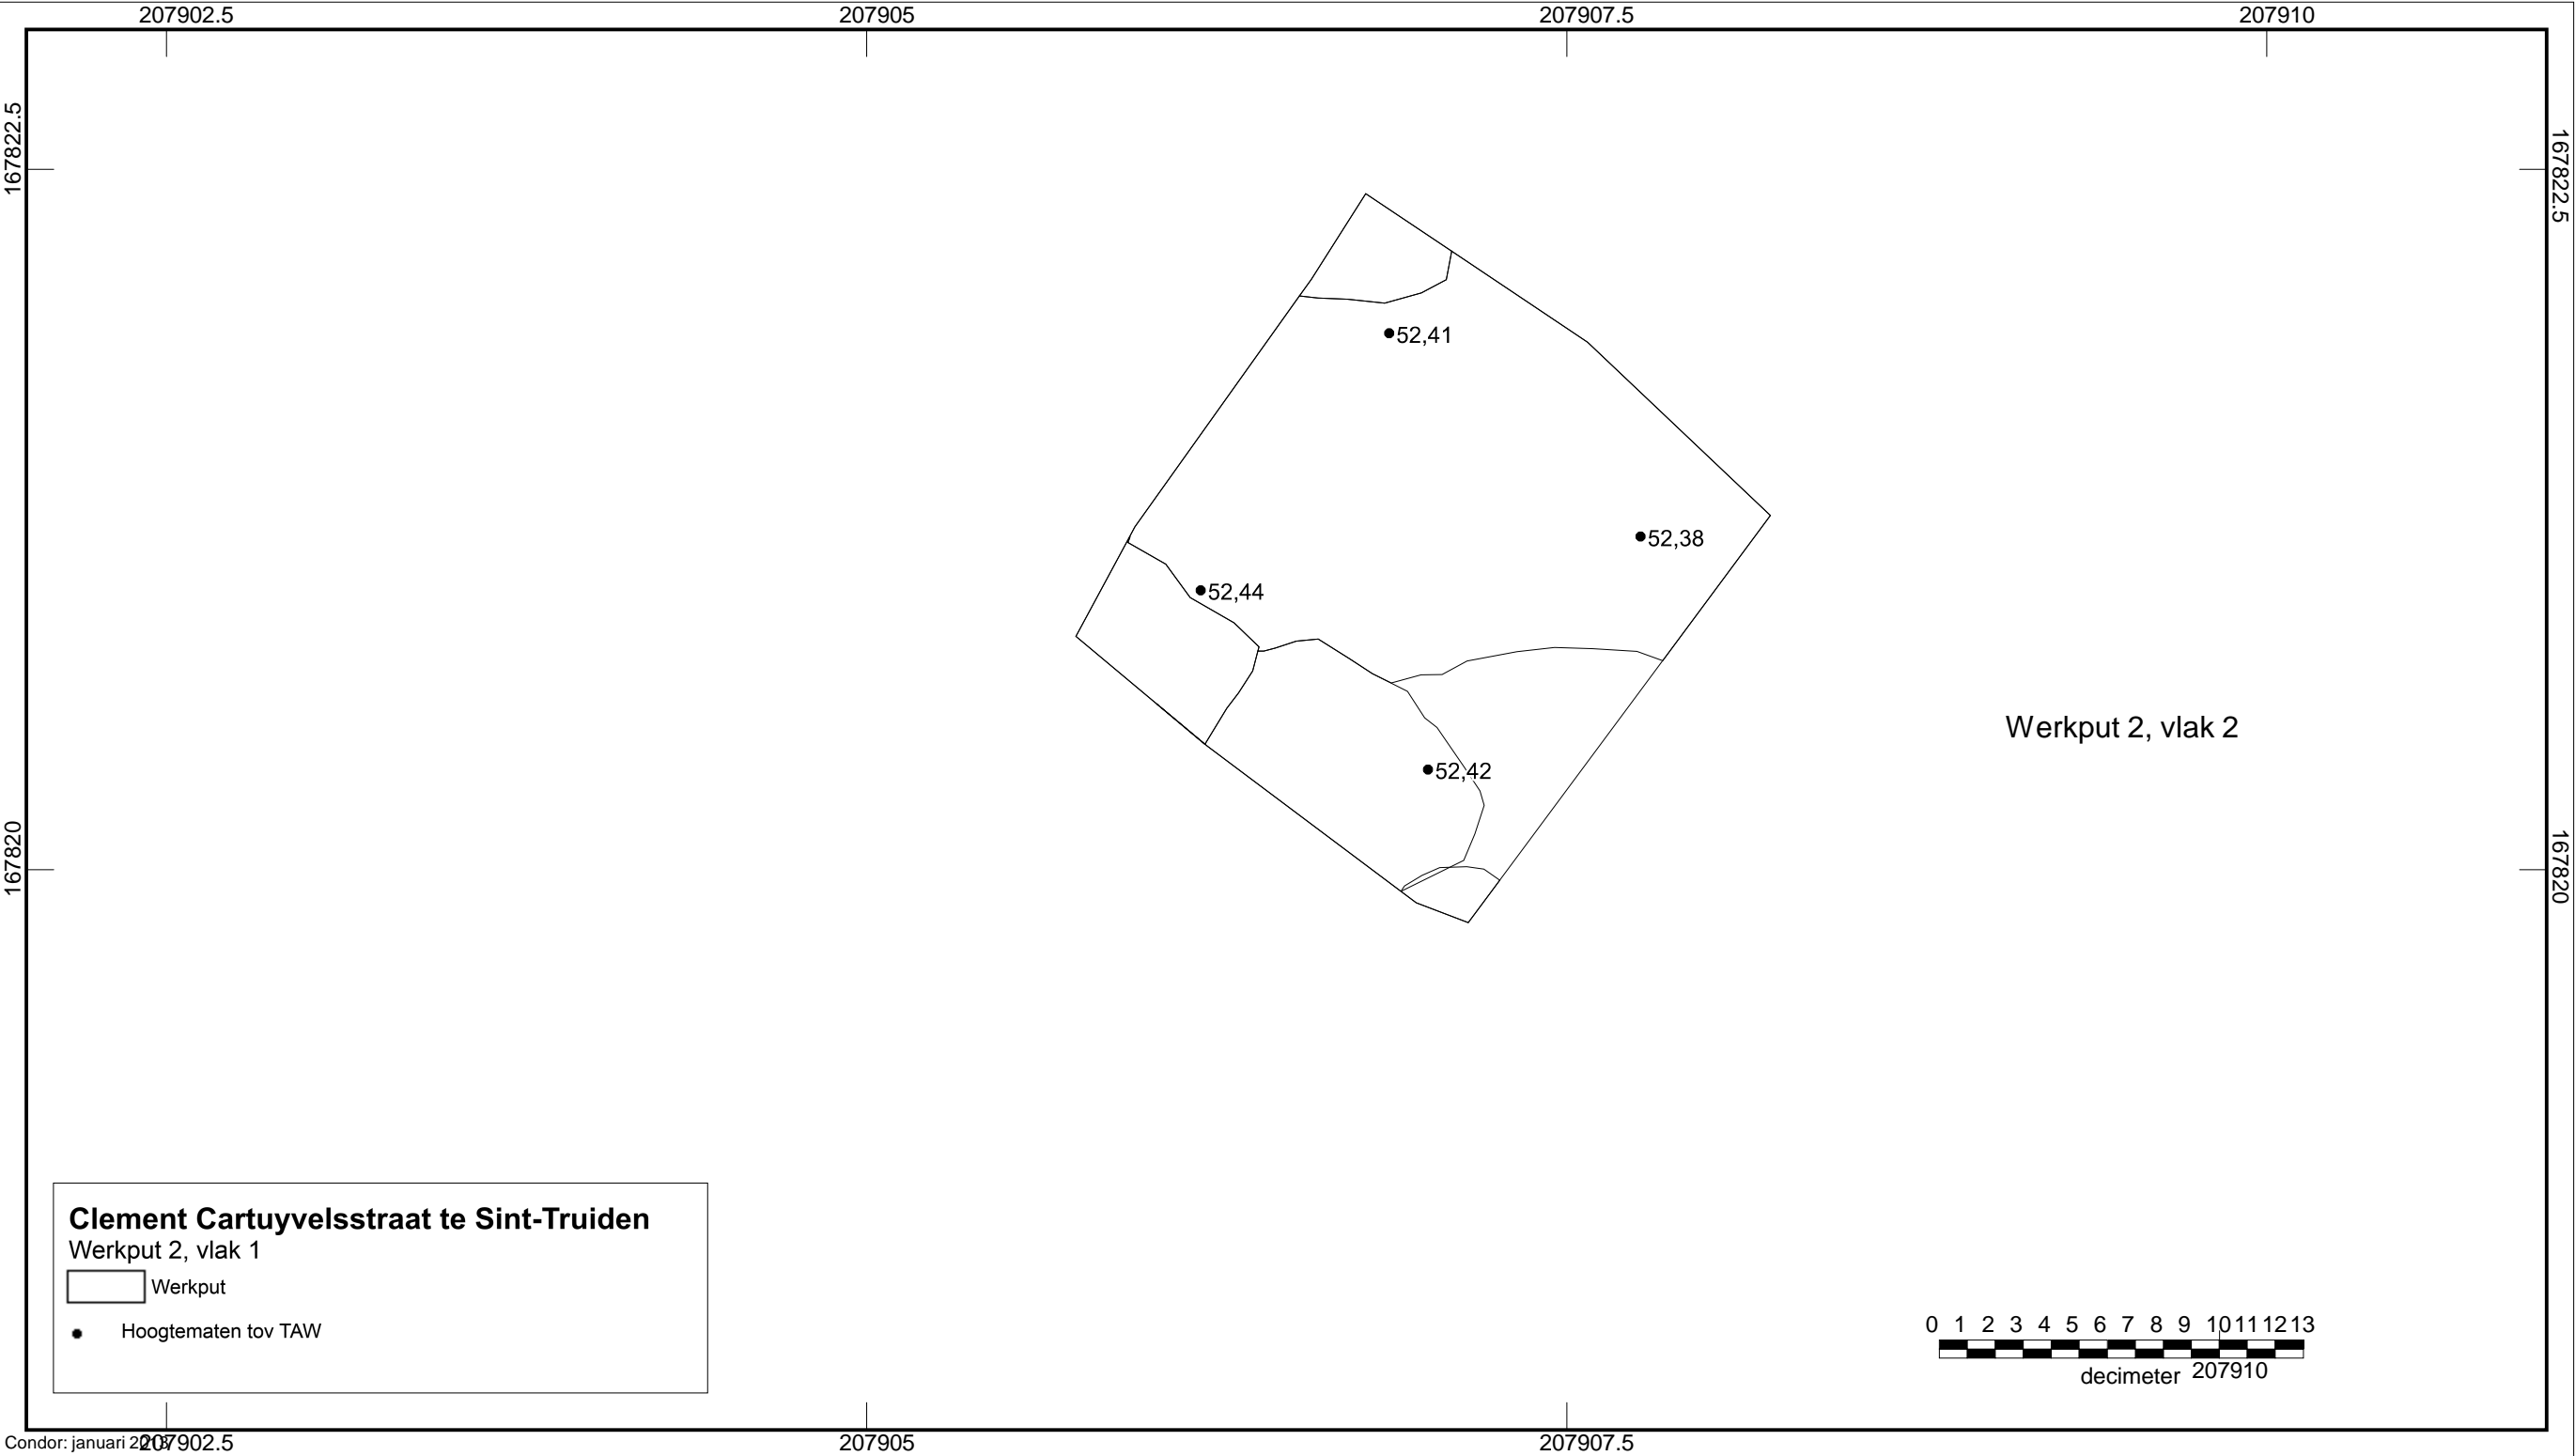 207902.5 207905 207907.5 207910
167822.5
167822.5
52,41
52,38
52,44
Werkput 2, vlak 2
52,42
167820
167820
Clement Cartuyvelsstraat te Sint-Truiden
Werkput 2, vlak 1
Werkput
Hoogtematen tov TAW
0 1 2 3 4 5 6 7 8 9 10 11 12 13
decimeter 207910
Condor: januari 2013
207902.5 207905 207907.5